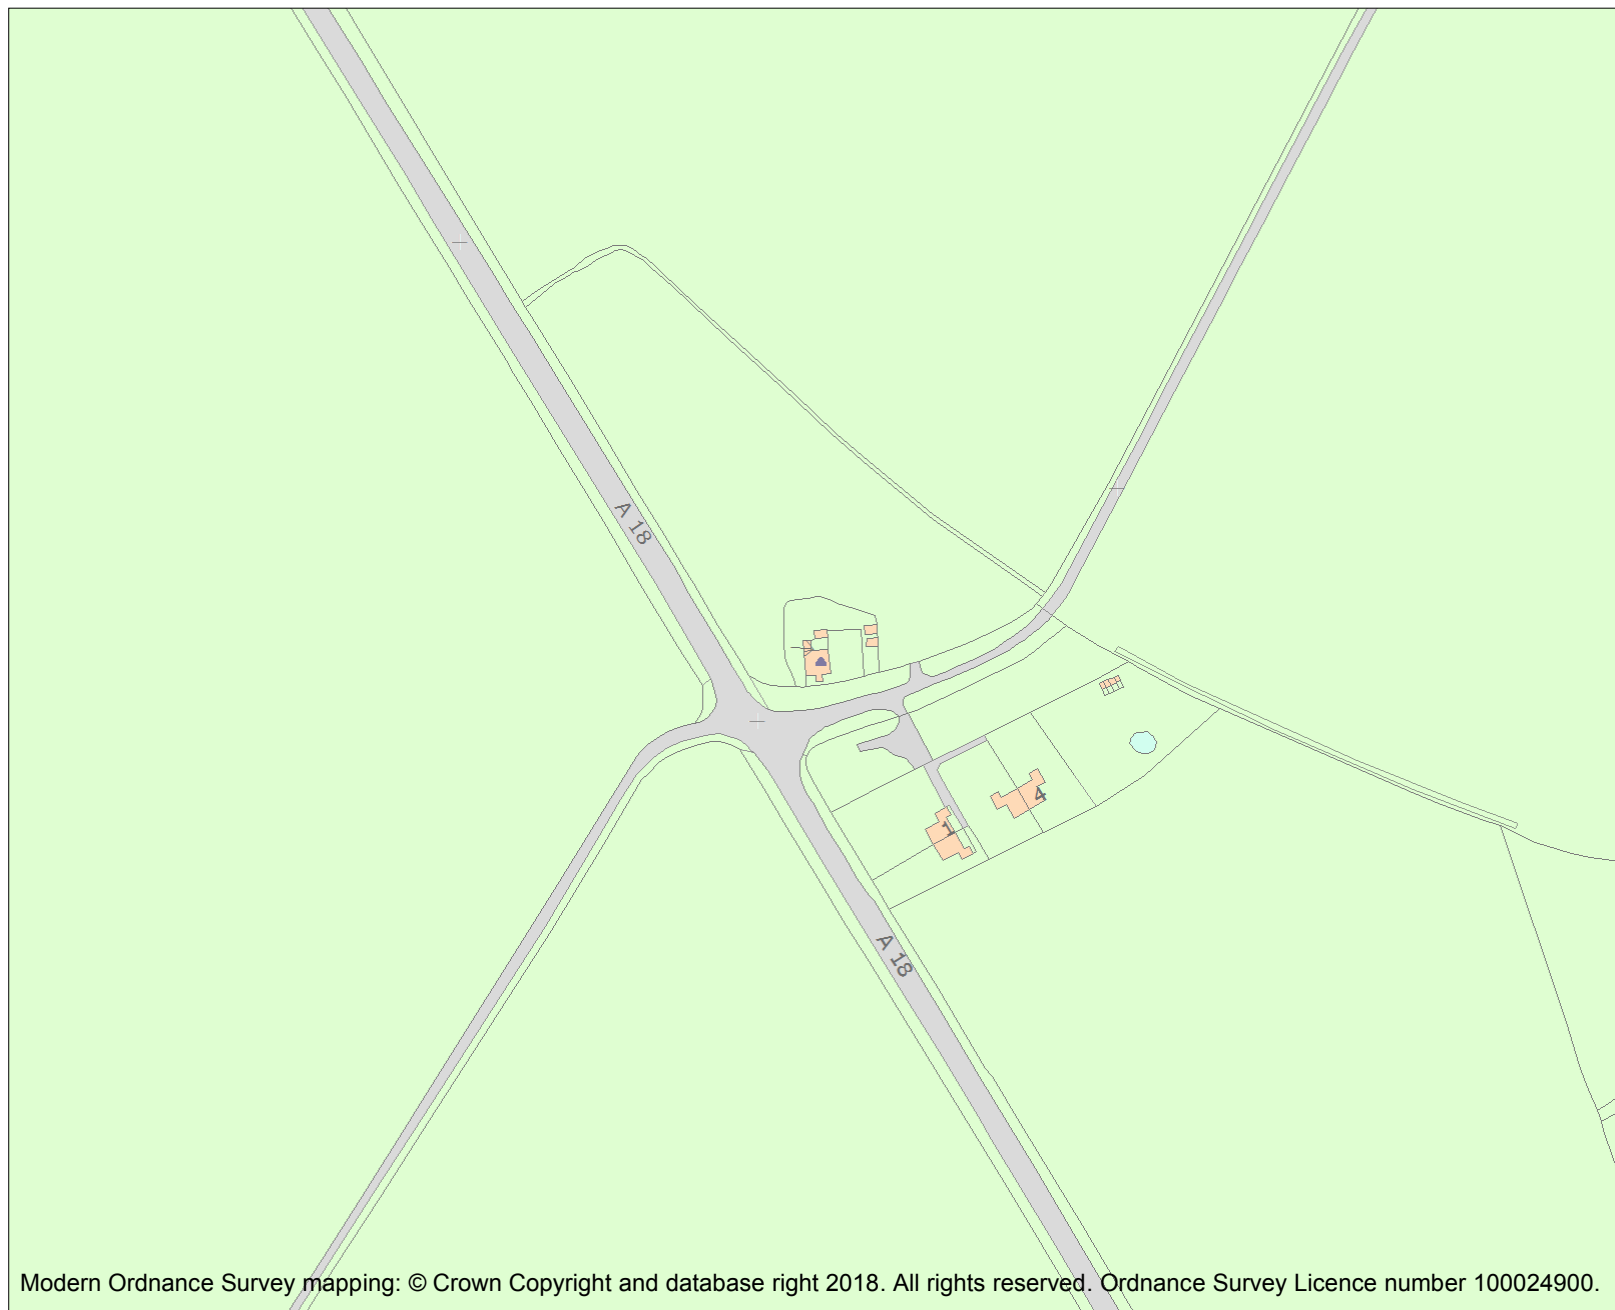 A 18
1
4
A 18
Modern Ordnance Survey mapping: © Crown Copyright and database right 2018. All rights reserved. Ordnance Survey Licence number 100024900.